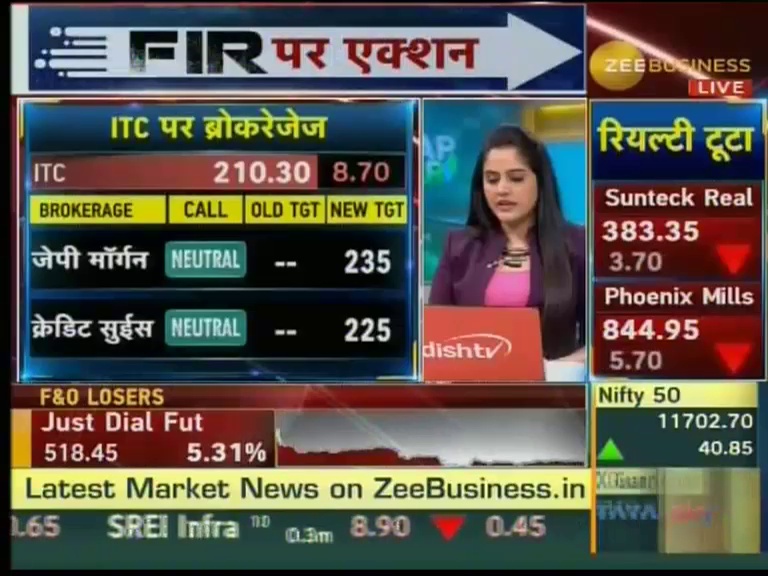 FIR पर एक्शन
ZEEBUSINESS
LIVE
ITC पर ब्रोकरेजेज
ITC 210.30 8.70
BROKERAGE CALL OLD TGT NEW TGT
जेपी मॉर्गन NEUTRAL -- 235
क्रेडिट सुईस NEUTRAL -- 225
dishtv
रियल्टी टूटा
Sunteck Real
383.35
3.70
Phoenix Mills
844.95
5.70
F&O LOSERS
Just Dial Fut
518.45 5.31%
Nifty 50
11702.70
40.85
Latest Market News on ZeeBusiness.in
0.65 SREI Infra 0.3m 8.90 0.45